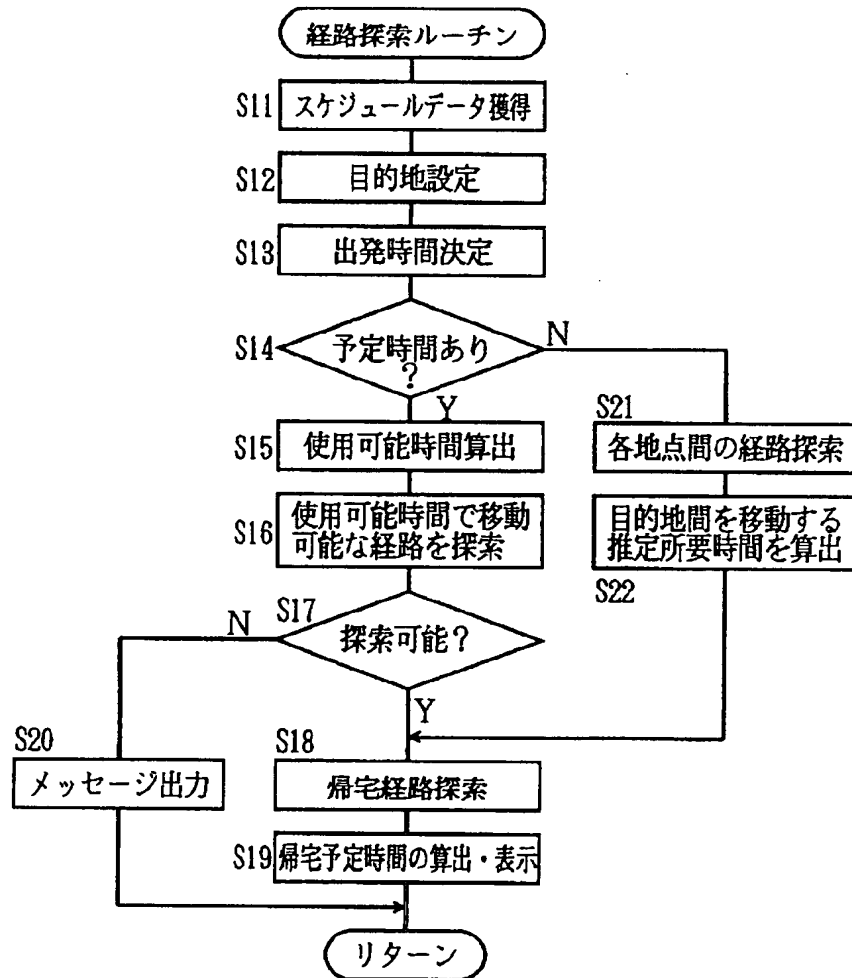 経路探索ルーチン
S11
スケジュールデータ獲得
S12
目的地設定
S13
出発時間決定
S14
予定時間あり
?
N
Y
S15
使用可能時間算出
S16
使用可能時間で移動
可能な経路を探索
S21
各地点間の経路探索
目的地間を移動する
推定所要時間を算出
S22
S17
探索可能?
N
Y
S20
メッセージ出力
S18
帰宅経路探索
S19
帰宅予定時間の算出・表示
リターン